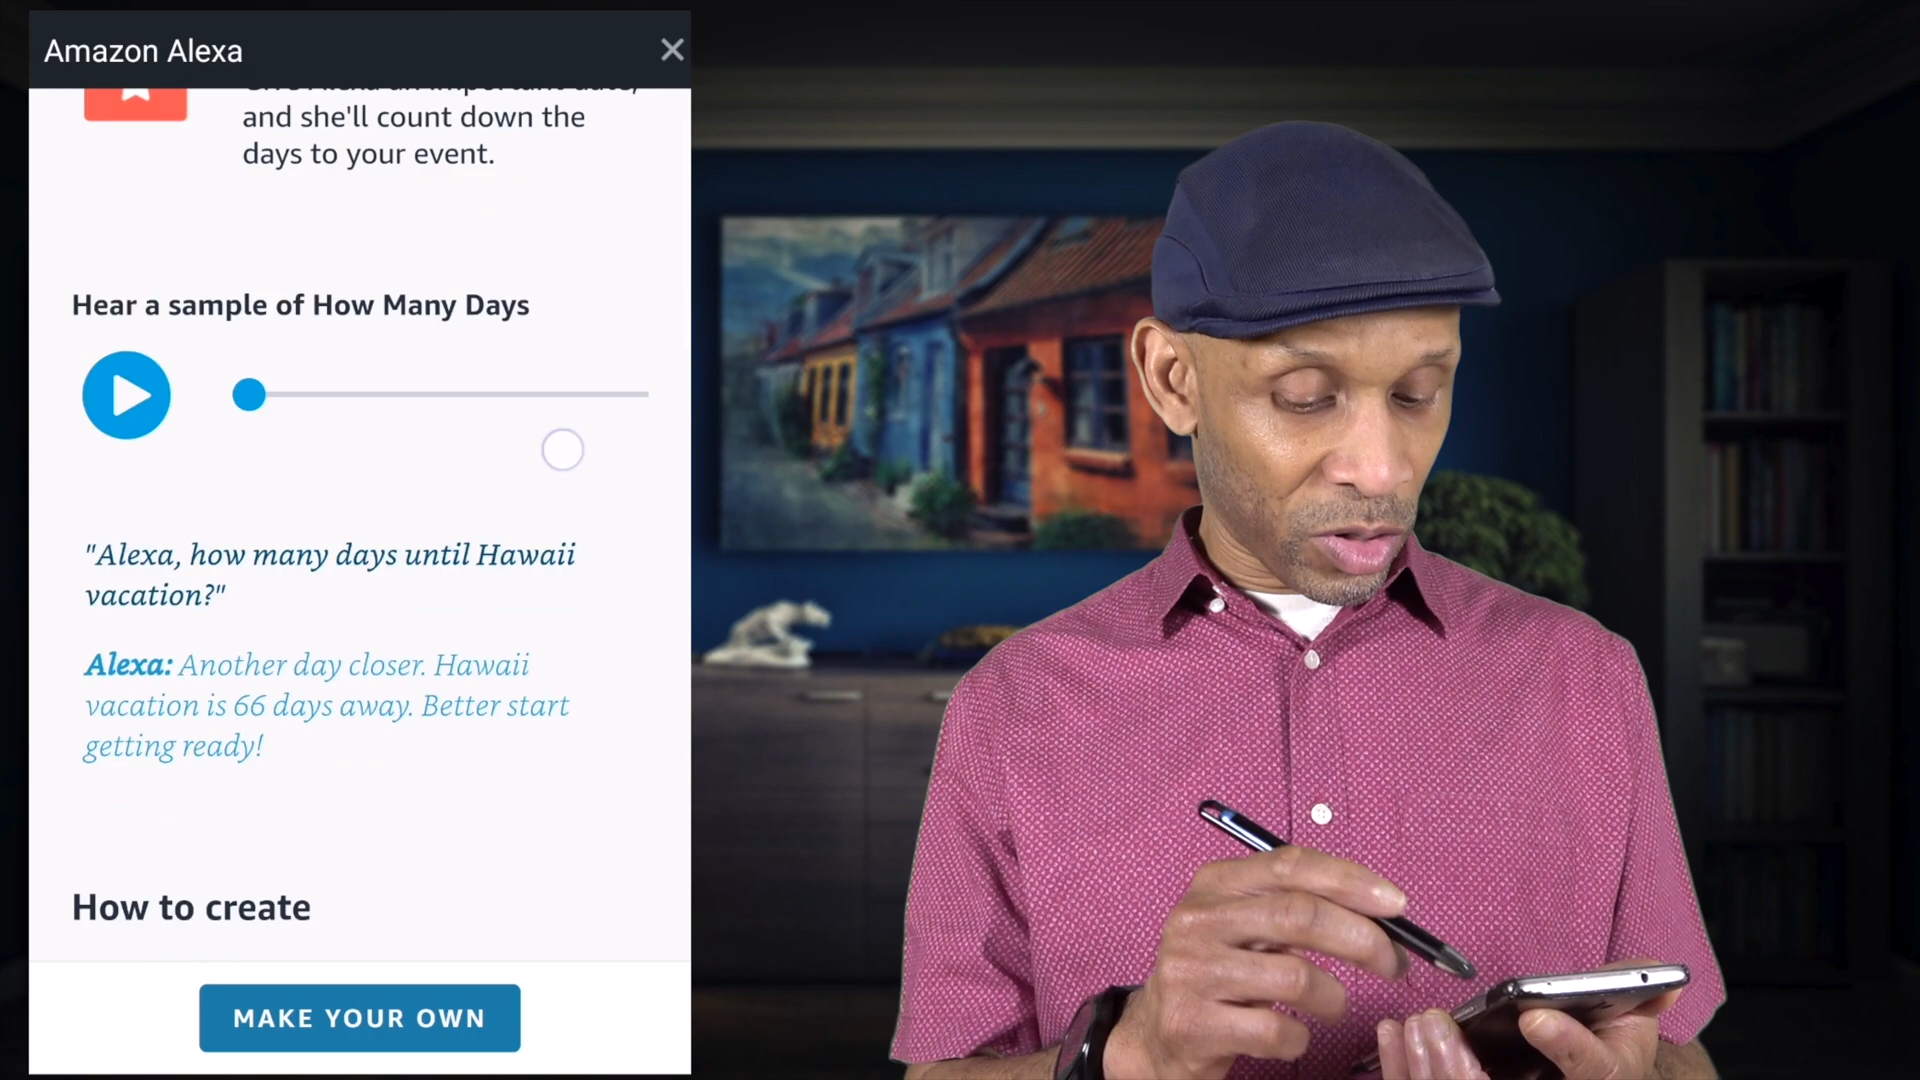 Amazon Alexa
and she'll count down the
days to your event.
Hear a sample of How Many Days
"Alexa, how many days until Hawaii
vacation?"
Alexa: Another day closer. Hawaii
vacation is 66 days away. Better start
getting ready!
How to create
MAKE YOUR OWN